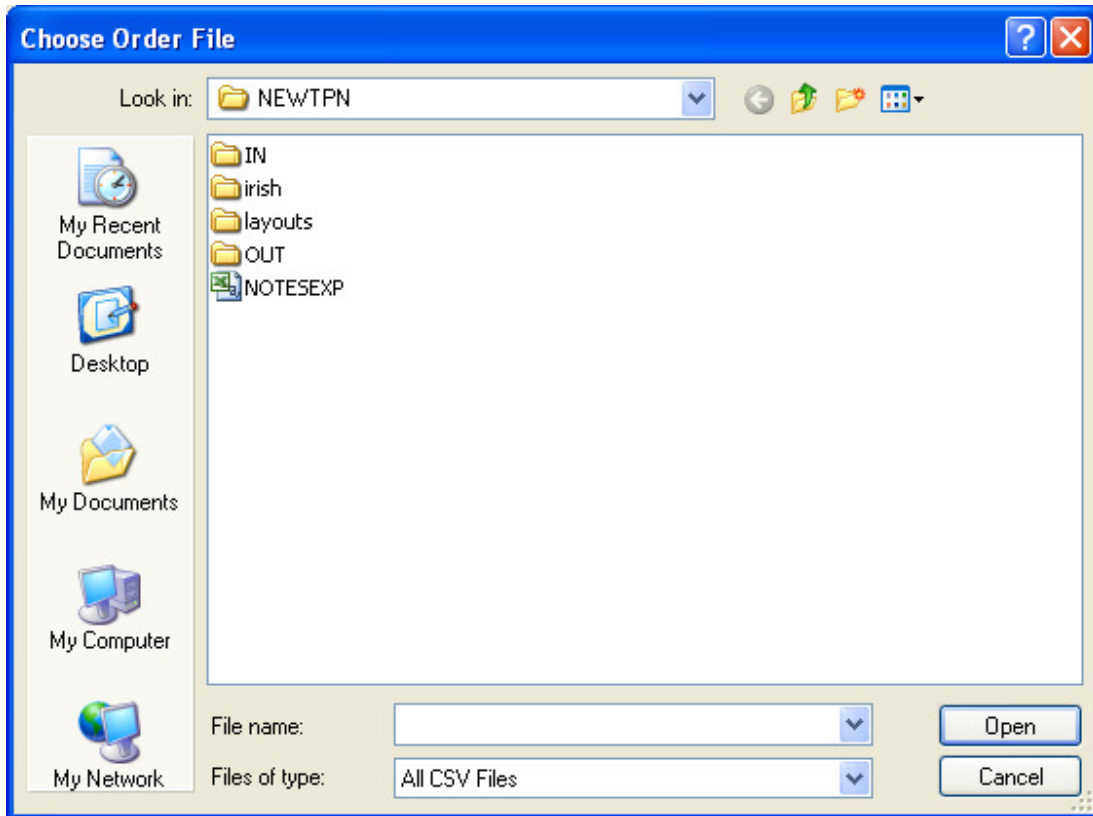 Choose Order File
Look in: NEWTPN
IN
irish
layouts
OUT
NOTESEXP
My Recent
Documents
Desktop
My Documents
My Computer
My Network
File name:
Open
Files of type: All CSV Files
Cancel